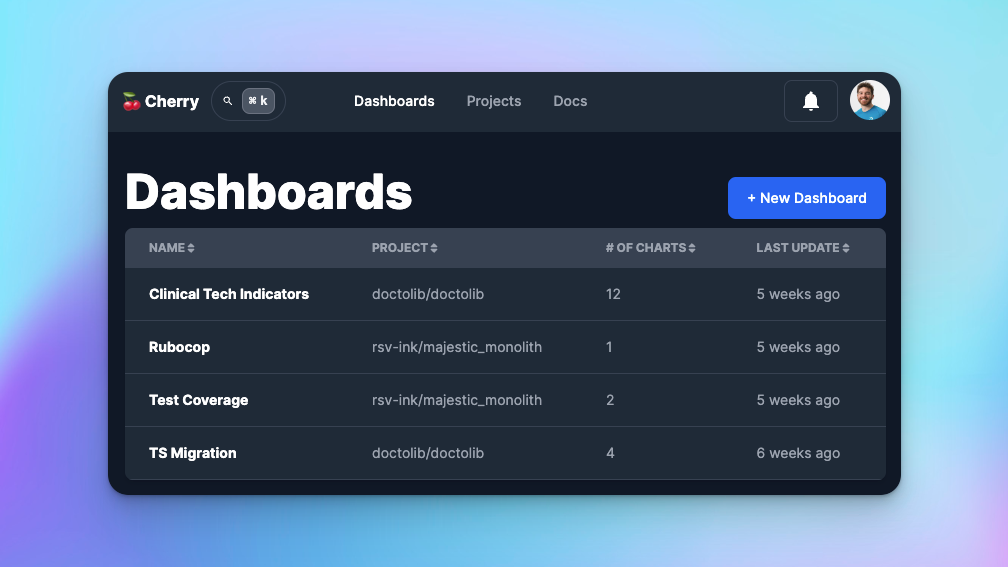 🍒 Cherry ⌘ k Dashboards Projects Docs
Dashboards
+ New Dashboard
NAME PROJECT # OF CHARTS LAST UPDATE
Clinical Tech Indicators doctolib/doctolib 12 5 weeks ago
Rubocop rsv-ink/majestic_monolith 1 5 weeks ago
Test Coverage rsv-ink/majestic_monolith 2 5 weeks ago
TS Migration doctolib/doctolib 4 6 weeks ago